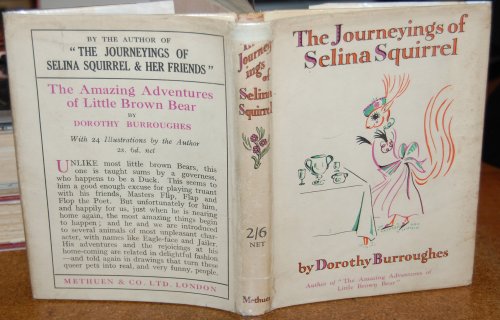 BY THE AUTHOR OF
"THE JOURNEYINGS OF
SELINA SQUIRREL & HER FRIENDS"
The Amazing Adventures
of Little Brown Bear
BY
DOROTHY BURROUGHES
With 24 Illustrations by the Author
2s. 6d. net
UNLIKE most little brown Bears, this
one is taught sums by a governess,
who happens to be a Duck. This seems to
him a good enough excuse for playing truant
with his friends, Masters Flip, Flap and
Flop the Poet. But unfortunately for him,
and happily for us, just when he is nearing
home again, the most amazing things begin
to happen; and he and we are introduced
to several animals of most unpleasant char-
acter, with names like Eagle-face and Jailer.
His adventures and the rejoicings at his
home-coming are related in delightful fashion
—and told again in drawings that turn these
queer pets into real, and very funny, people.
METHUEN & CO. LTD. LONDON
The
Journey-
ings of
Selina
Squirrel
2/6
NET
Methuen
The Journeyings of
Selina Squirrel
by Dorothy Burroughes
Author of "The Amazing Adventures of
Little Brown Bear"